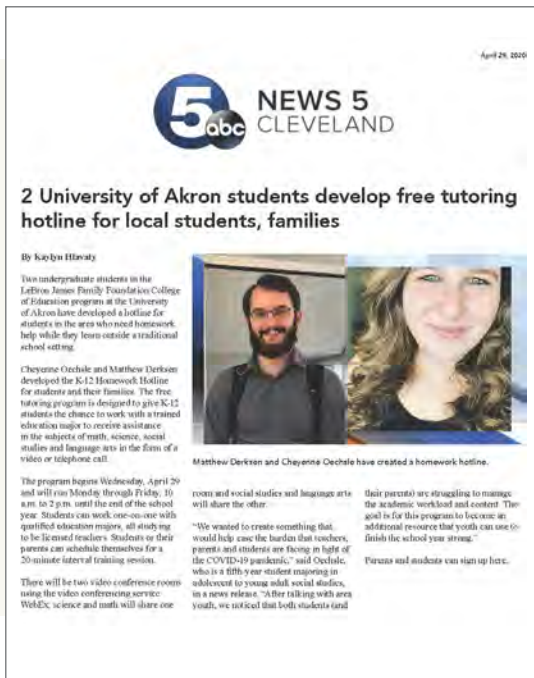 April 29, 2020
5
abc
NEWS 5
CLEVELAND
2 University of Akron students develop free tutoring
hotline for local students, families
By Kaylyn Hlavaty
Two undergraduate students in the
LeBron James Family Foundation College
of Education program at the University
of Akron have developed a hotline for
students in the area who need homework
help while they learn outside a traditional
school setting.
Cheyenne Oechsle and Matthew Derksen
developed the K-12 Homework Hotline
for students and their families. The free
tutoring program is designed to give K-12
students the chance to work with a trained
education major to receive assistance
in the subjects of math, science, social
studies and language arts in the form of a
video or telephone call.
The program begins Wednesday, April 29
and will run Monday through Friday, 10
a.m. to 2 p.m. until the end of the school
year. Students can work one-on-one with
qualified education majors, all studying
to be licensed teachers. Students or their
parents can schedule themselves for a
20-minute interval training session.
There will be two video conference rooms
using the video conferencing service
WebEx; science and math will share one
Matthew Derksen and Cheyenne Oechsle have created a homework hotline.
room and social studies and language arts
will share the other.
"We wanted to create something that
would help ease the burden that teachers,
parents and students are facing in light of
the COVID-19 pandemic," said Oechsle,
who is a fifth-year student majoring in
adolescent to young adult social studies,
in a news release. "After talking with area
youth, we noticed that both students (and
their parents) are struggling to manage
the academic workload and content. The
goal is for this program to become an
additional resource that youth can use to
finish the school year strong."
Parents and students can sign up here.